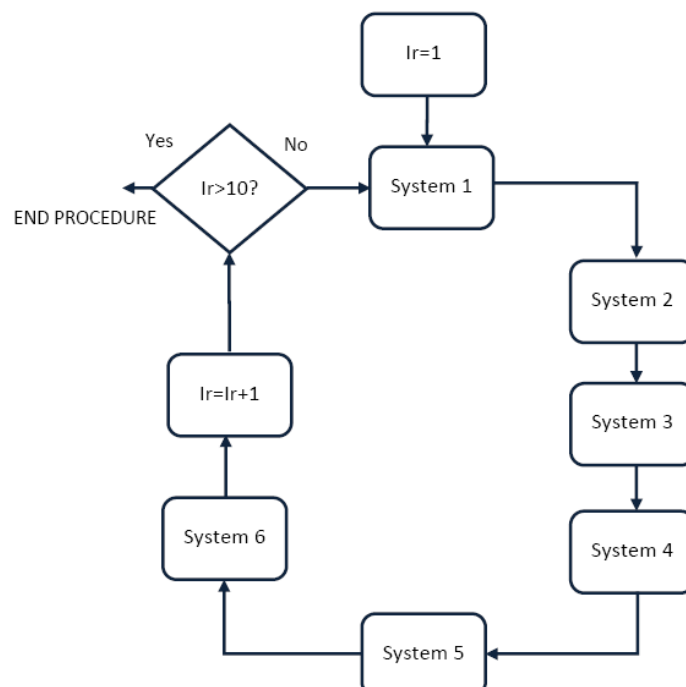 Ir=1
Yes
No
Ir>10?
System 1
END PROCEDURE
System 2
Ir=Ir+1
System 3
System 6
System 4
System 5